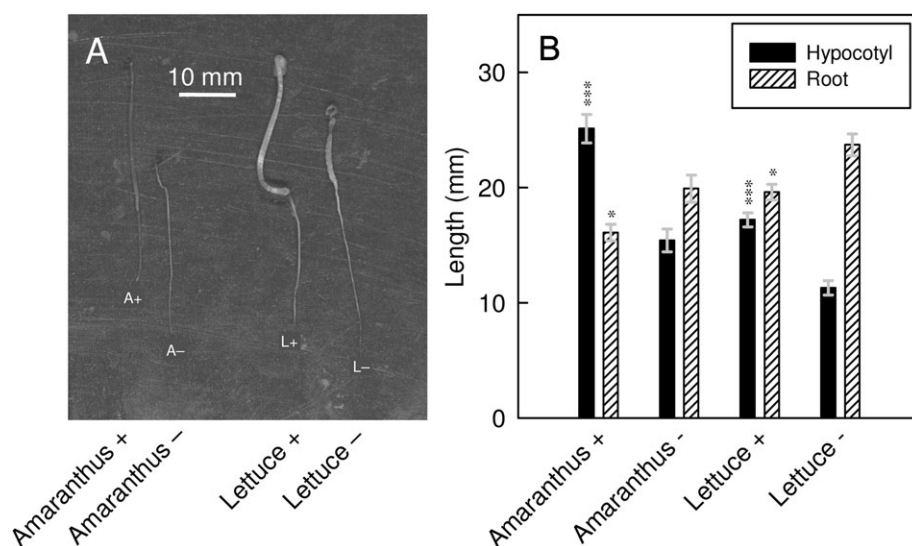 A
10 mm
A+
A–
L+
L–
Amaranthus +
Amaranthus –
Lettuce +
Lettuce –
B
Hypocotyl
Root
Length (mm)
30
20
10
0
***
*
***
*
Amaranthus +
Amaranthus -
Lettuce +
Lettuce -